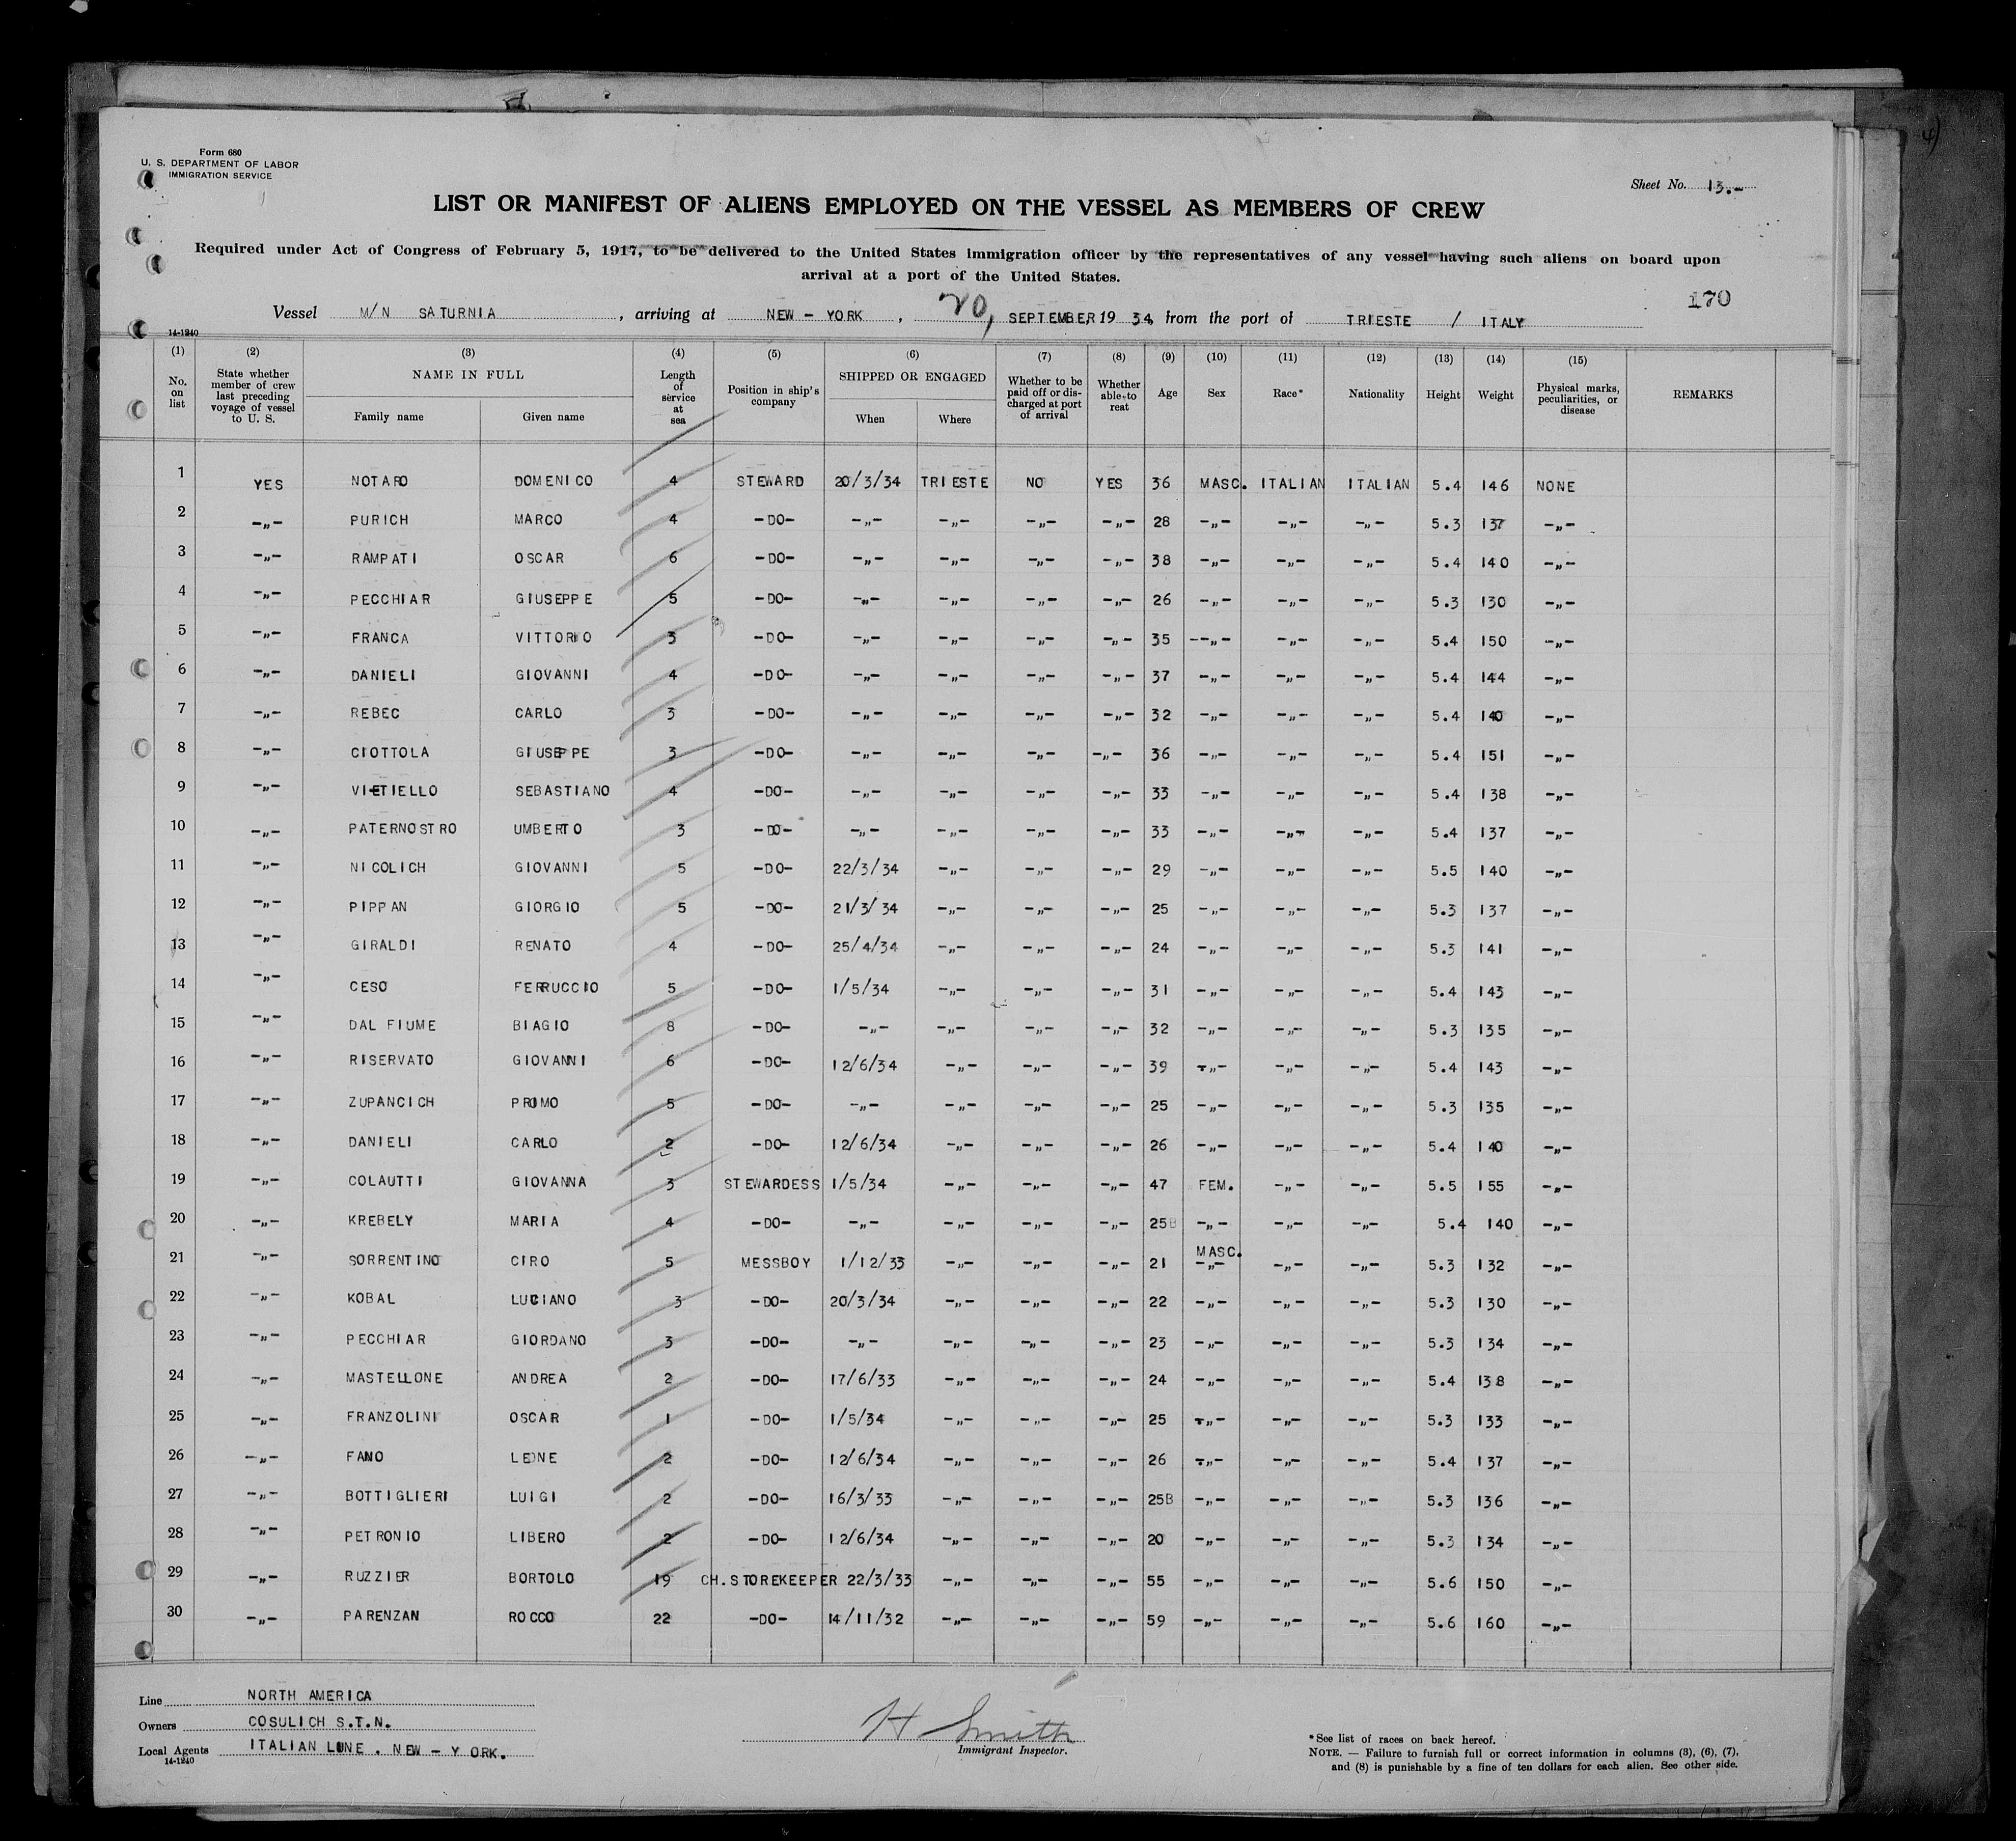 Form 680
U. S. DEPARTMENT OF LABOR
IMMIGRATION SERVICE
Sheet No. 13.-
LIST OR MANIFEST OF ALIENS EMPLOYED ON THE VESSEL AS MEMBERS OF CREW
Required under Act of Congress of February 5, 1917, to be delivered to the United States immigration officer by the representatives of any vessel having such aliens on board upon
arrival at a port of the United States.
170
Vessel M/N SATURNIA, arriving at NEW - YORK, 20, SEPTEMBER 1934, from the port of TRIESTE / ITALY
14-1240
(1) No. on list (2) State whether member of crew last preceding voyage of vessel to U. S. (3) NAME IN FULL Family name Given name (4) Length of service at sea (5) Position in ship's company (6) SHIPPED OR ENGAGED When Where (7) Whether to be paid off or discharged at port of arrival (8) Whether able to reat (9) Age (10) Sex (11) Race* (12) Nationality (13) Height (14) Weight (15) Physical marks, peculiarities, or disease REMARKS
1 YES NOTARO DOMENICO 4 STEWARD 20/3/34 TRIESTE NO YES 36 MASC. ITALIAN ITALIAN 5.4 146 NONE
2 -„- PURICH MARCO 4 -DO- -„- -„- -„- -„- 28 -„- -„- -„- 5.3 137 -„-
3 -„- RAMPATI OSCAR 6 -DO- -„- -„- -„- -„- 38 -„- -„- -„- 5.4 140 -„-
4 -„- PECCHIAR GIUSEPPE 5 -DO- -„- -„- -„- -„- 26 -„- -„- -„- 5.3 130 -„-
5 -„- FRANCA VITTORIO 3 -DO- -„- -„- -„- -„- 35 --„- -„- -„- 5.4 150 -„-
6 -„- DANIELI GIOVANNI 4 -DO- -„- -„- -„- -„- 37 -„- -„- -„- 5.4 144 -„-
7 -„- REBEC CARLO 3 -DO- -„- -„- -„- -„- 32 -„- -„- -„- 5.4 140 -„-
8 -„- CIOTTOLA GIUSEPPE 3 -DO- -„- -„- -„- -„- 36 -„- -„- -„- 5.4 151 -„-
9 -„- VIETIELLO SEBASTIANO 4 -DO- -„- -„- -„- -„- 33 -„- -„- -„- 5.4 138 -„-
10 -„- PATERNOSTRO UMBERTO 3 -DO- -„- -„- -„- -„- 33 -„- -„- -„- 5.4 137 -„-
11 -„- NICOLICH GIOVANNI 5 -DO- 22/3/34 -„- -„- -„- 29 -„- -„- -„- 5.5 140 -„-
12 -„- PIPPAN GIORGIO 5 -DO- 21/3/34 -„- -„- -„- 25 -„- -„- -„- 5.3 137 -„-
13 -„- GIRALDI RENATO 4 -DO- 25/4/34 -„- -„- -„- 24 -„- -„- -„- 5.3 141 -„-
14 -„- CESO FERRUCCIO 5 -DO- 1/5/34 -„- -„- -„- 31 -„- -„- -„- 5.4 143 -„-
15 -„- DAL FIUME BIAGIO 8 -DO- -„- -„- -„- -„- 32 -„- -„- -„- 5.3 135 -„-
16 -„- RISERVATO GIOVANNI 6 -DO- 12/6/34 -„- -„- -„- 39 -„- -„- -„- 5.4 143 -„-
17 -„- ZUPANCICH PRIMO 5 -DO- -„- -„- -„- -„- 25 -„- -„- -„- 5.3 135 -„-
18 -„- DANIELI CARLO 2 -DO- 12/6/34 -„- -„- -„- 26 -„- -„- -„- 5.4 140 -„-
19 -„- COLAUTTI GIOVANNA 3 STEWARDESS 1/5/34 -„- -„- -„- 47 FEM. -„- -„- 5.5 155 -„-
20 -„- KREBELY MARIA 4 -DO- -„- -„- -„- -„- 25B -„- -„- -„- 5.4 140 -„-
21 -„- SORRENTINO CIRO 5 MESSBOY 1/12/33 -„- -„- -„- 21 MASC. -„- -„- -„- 5.3 132 -„-
22 -„- KOBAL LUCIANO 3 -DO- 20/3/34 -„- -„- -„- 22 -„- -„- -„- 5.3 130 -„-
23 -„- PECCHIAR GIORDANO 3 -DO- -„- -„- -„- -„- 23 -„- -„- -„- 5.3 134 -„-
24 -„- MASTELLONE ANDREA 2 -DO- 17/6/33 -„- -„- -„- 24 -„- -„- -„- 5.4 138 -„-
25 -„- FRANZOLINI OSCAR 1 -DO- 1/5/34 -„- -„- -„- 25 -„- -„- -„- 5.3 133 -„-
26 -„- FANO LEONE 2 -DO- 12/6/34 -„- -„- -„- 26 -„- -„- -„- 5.4 137 -„-
27 -„- BOTTIGLIERI LUIGI 2 -DO- 16/3/33 -„- -„- -„- 25B -„- -„- -„- 5.3 136 -„-
28 -„- PETRONIO LIBERO 2 -DO- 12/6/34 -„- -„- -„- 20 -„- -„- -„- 5.3 134 -„-
29 -„- RUZZIER BORTOLO 19 CH.STOREKEEPER 22/3/33 -„- -„- -„- 55 -„- -„- -„- 5.6 150 -„-
30 -„- PARENZAN ROCCO 22 -DO- 14/11/32 -„- -„- -„- 59 -„- -„- -„- 5.6 160 -„-
Line NORTH AMERICA
Owners COSULICH S.T.N.
Local Agents ITALIAN LINE . NEW - YORK.
14-1240
H Smith
Immigrant Inspector.
*See list of races on back hereof.
NOTE. — Failure to furnish full or correct information in columns (3), (6), (7),
and (8) is punishable by a fine of ten dollars for each alien. See other side.